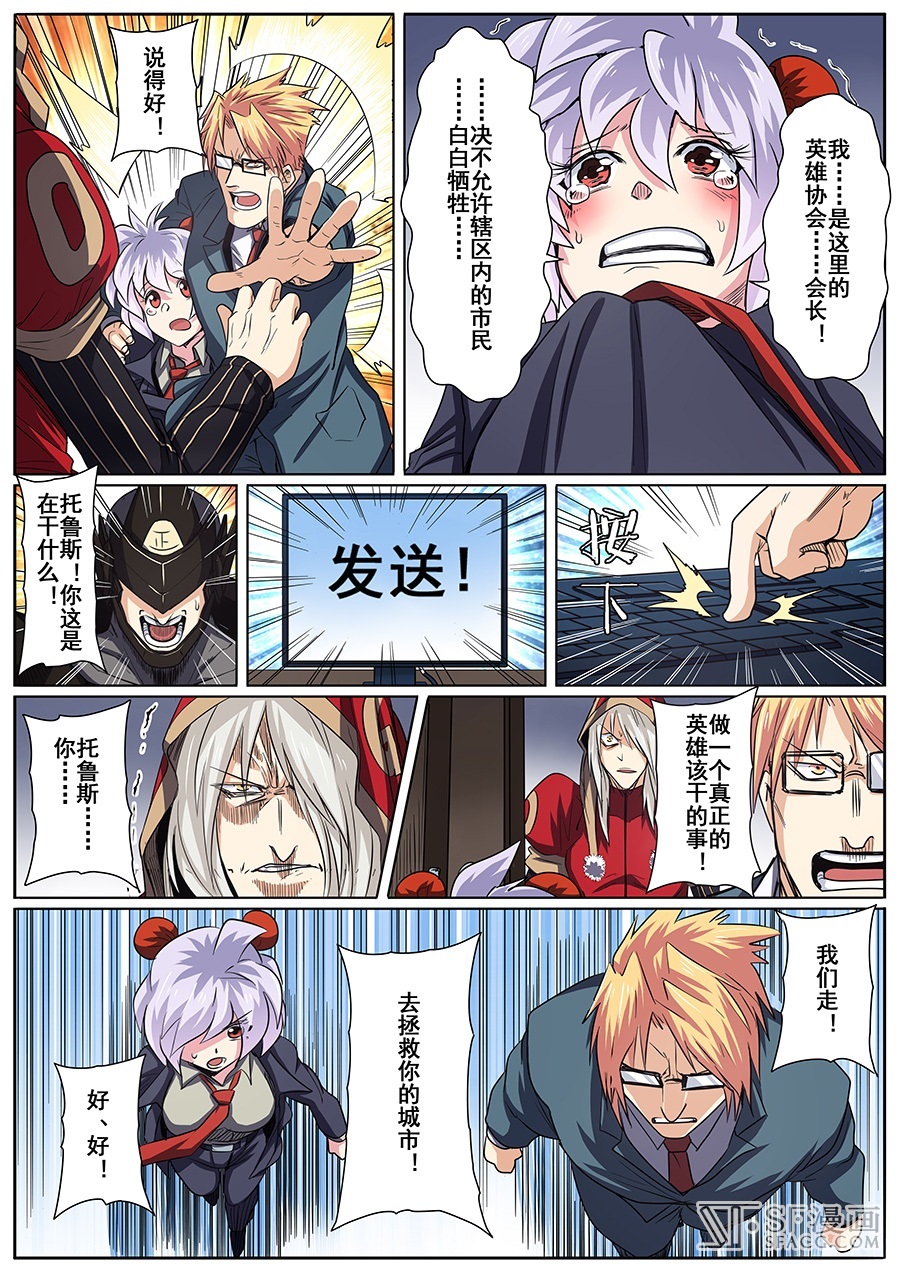 我……是这里的
英雄协会……会长！
……决不允许辖区内的市民
……白白牺牲……
说得好！
按
下
发送！
正
托鲁斯！你这是
在干什么！
做一个真正的
英雄该干的事！
托鲁斯
你……
我们走！
去拯救你的城市！
好、好！
SF漫画
SFACG.COM